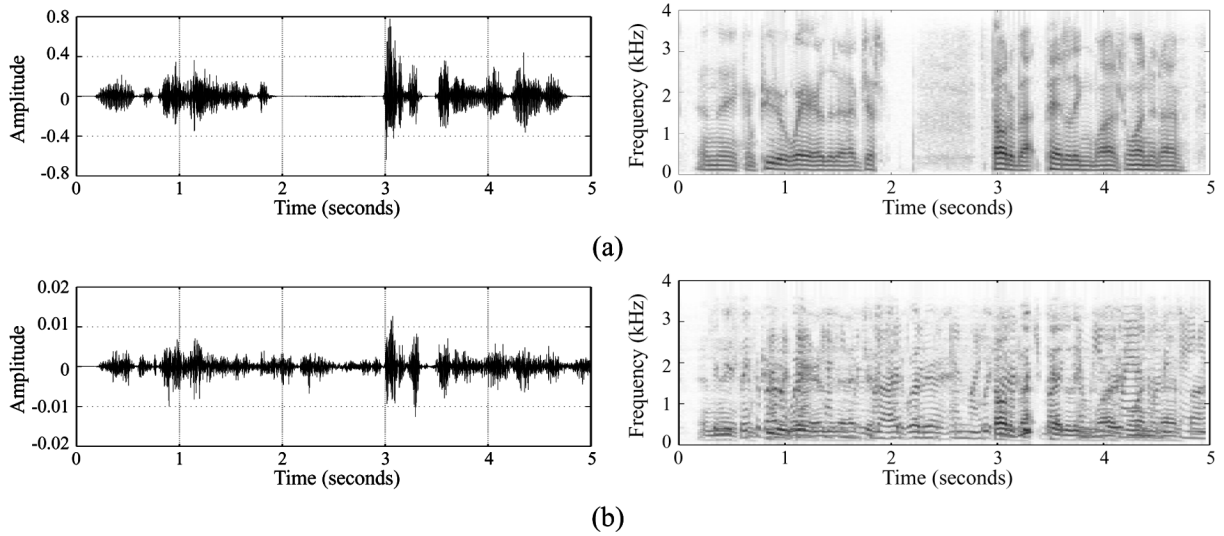 0.8
0.4
0
-0.4
-0.8
Amplitude
1 2 3 4 5
Time (seconds)
4
3
2
1
0
Frequency (kHz)
0 1 2 3 4 5
Time (seconds)
(a)
0.02
0.01
0
-0.01
-0.02
Amplitude
0 1 2 3 4 5
Time (seconds)
4
3
2
1
0
Frequency (kHz)
0 1 2 3 4 5
Time (seconds)
(b)